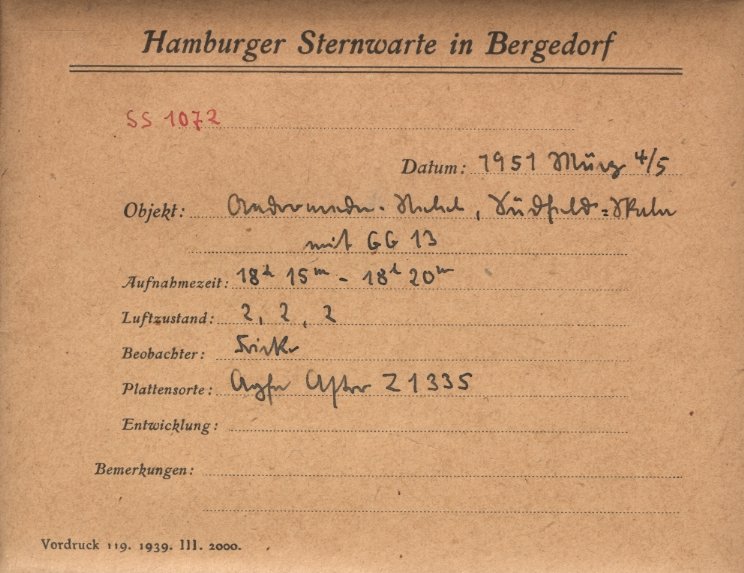 Hamburger Sternwarte in Bergedorf
SS 1072
Datum: 1951 März 4/5
Objekt: Andromeda-Nebel, Südfeld=Skala
mit GG 13
Aufnahmezeit: 18h 15m - 18h 20m
Luftzustand: 2, 2, 2
Beobachter:
Plattensorte: Agfa Astro Z1335
Entwicklung:
Bemerkungen:
Vordruck 119. 1939. III. 2000.